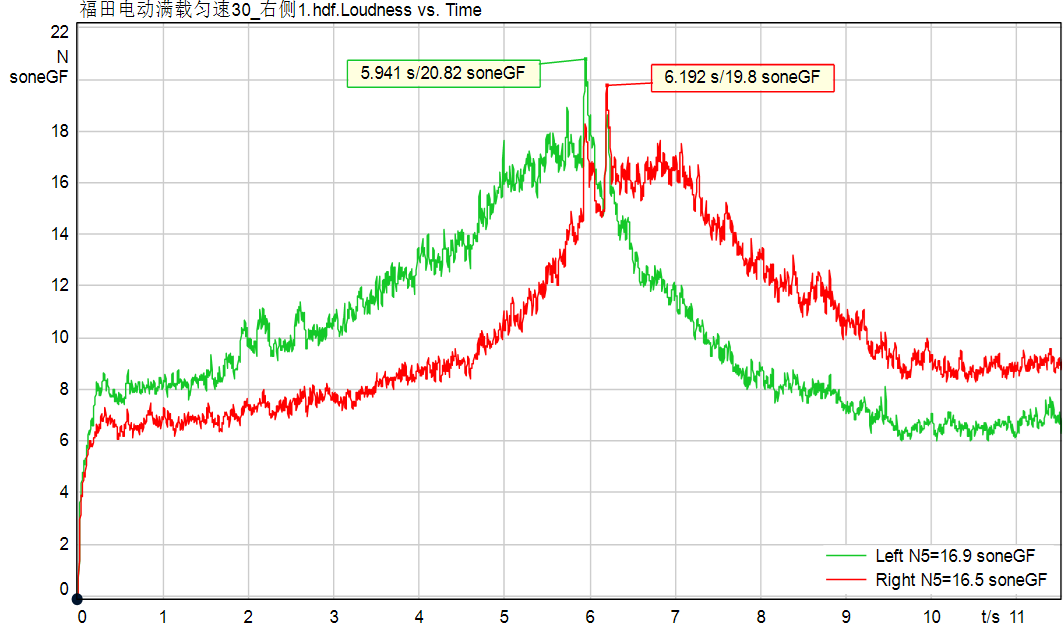 福田电动满载匀速30_右侧1.hdf.Loudness vs. Time
22
N
soneGF
18
16
14
12
10
8
6
4
2
0
5.941 s/20.82 soneGF
6.192 s/19.8 soneGF
Left N5=16.9 soneGF
Right N5=16.5 soneGF
0 1 2 3 4 5 6 7 8 9 10 t/s 11